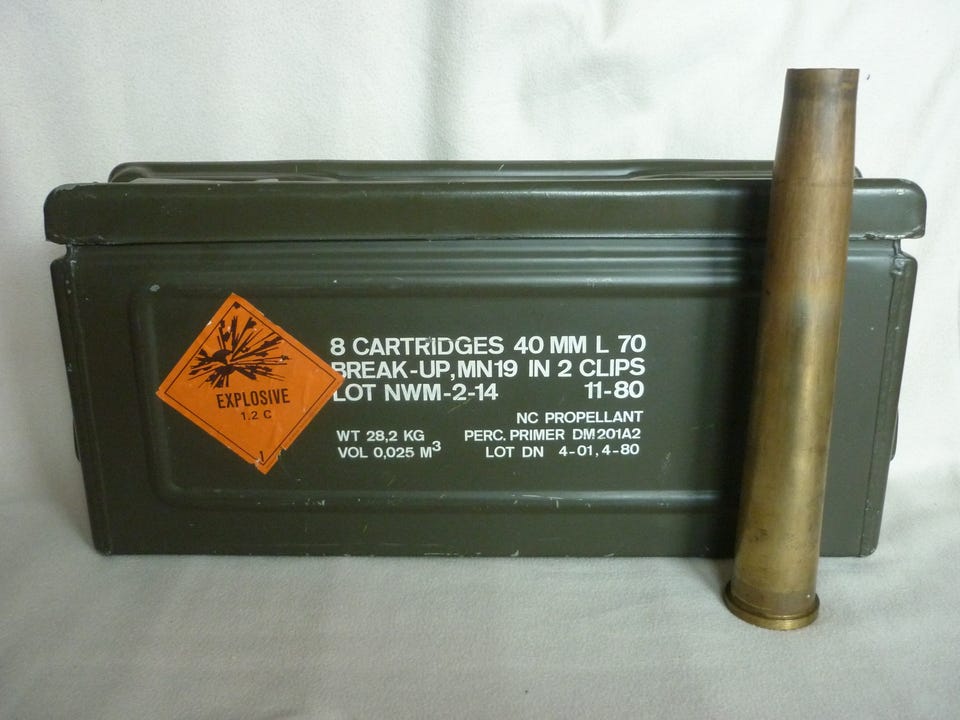 8 CARTRIDGES 40 MM L 70
BREAK-UP, MN19 IN 2 CLIPS
LOT NWM-2-14 11-80
NC PROPELLANT
WT 28,2 KG PERC. PRIMER DM201A2
VOL 0,025 M³ LOT DN 4-01, 4-80
EXPLOSIVE
1.2 C
1